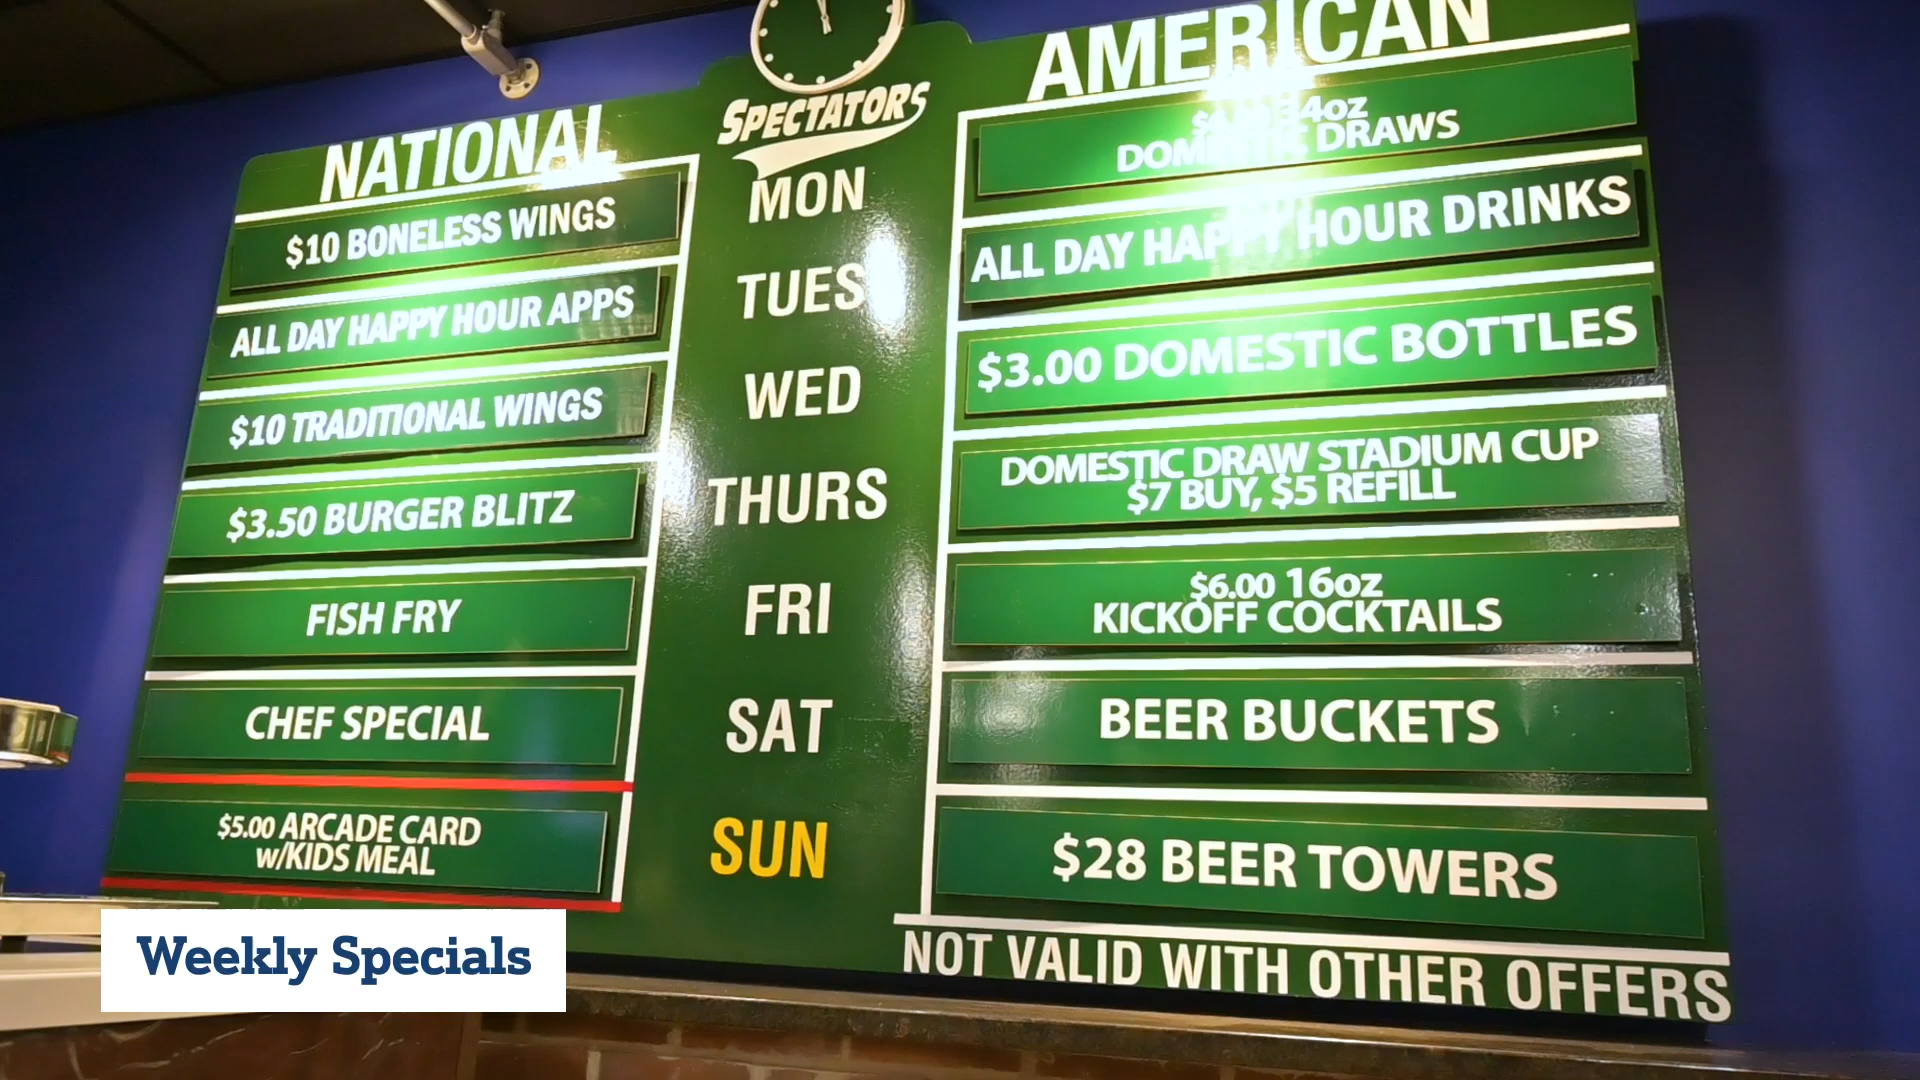 NATIONAL
$10 BONELESS WINGS
ALL DAY HAPPY HOUR APPS
$10 TRADITIONAL WINGS
$3.50 BURGER BLITZ
FISH FRY
CHEF SPECIAL
$5.00 ARCADE CARD
w/KIDS MEAL
SPECTATORS
MON
TUES
WED
THURS
FRI
SAT
SUN
AMERICAN
DOMESTIC DRAWS
ALL DAY HAPPY HOUR DRINKS
$3.00 DOMESTIC BOTTLES
DOMESTIC DRAW STADIUM CUP
$7 BUY, $5 REFILL
$6.00 16oz
KICKOFF COCKTAILS
BEER BUCKETS
$28 BEER TOWERS
NOT VALID WITH OTHER OFFERS
Weekly Specials